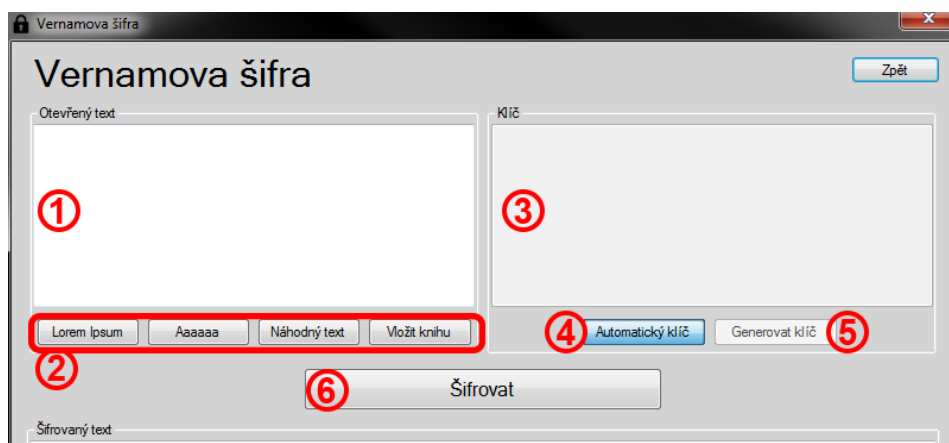 Vernamova šifra
x
Vernamova šifra
Zpět
Otevřený text
Klíč
1
3
Lorem Ipsum Aaaaaa Náhodný text Vložit knihu
4 Automatický klíč Generovat klíč 5
2
6 Šifrovat
Šifrovaný text